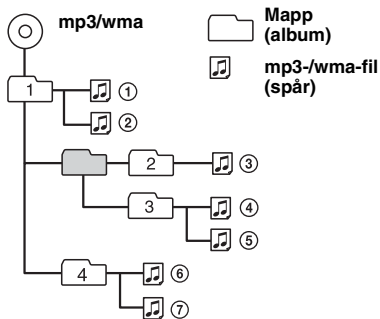 mp3/wma
Mapp
(album)
mp3-/wma-fil
(spår)
1
①
②
2
③
3
④
⑤
4
⑥
⑦